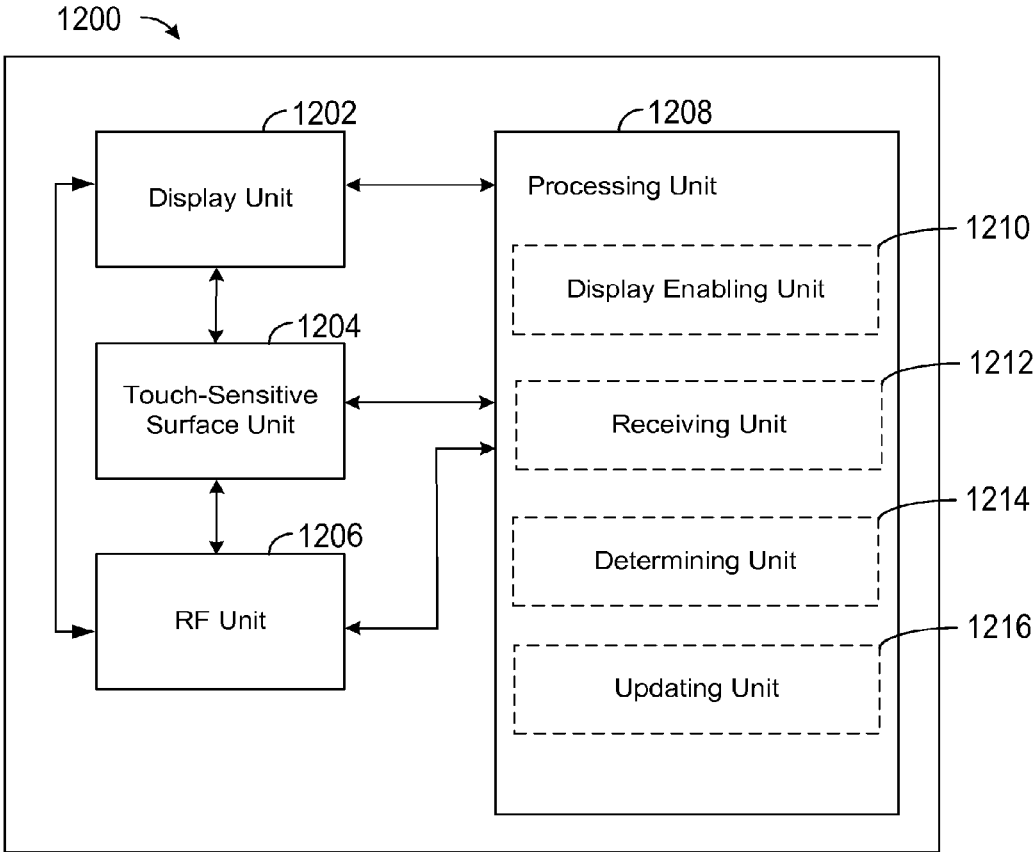 1200
1202
Display Unit
1204
Touch-Sensitive
Surface Unit
1206
RF Unit
1208
Processing Unit
1210
Display Enabling Unit
1212
Receiving Unit
1214
Determining Unit
1216
Updating Unit